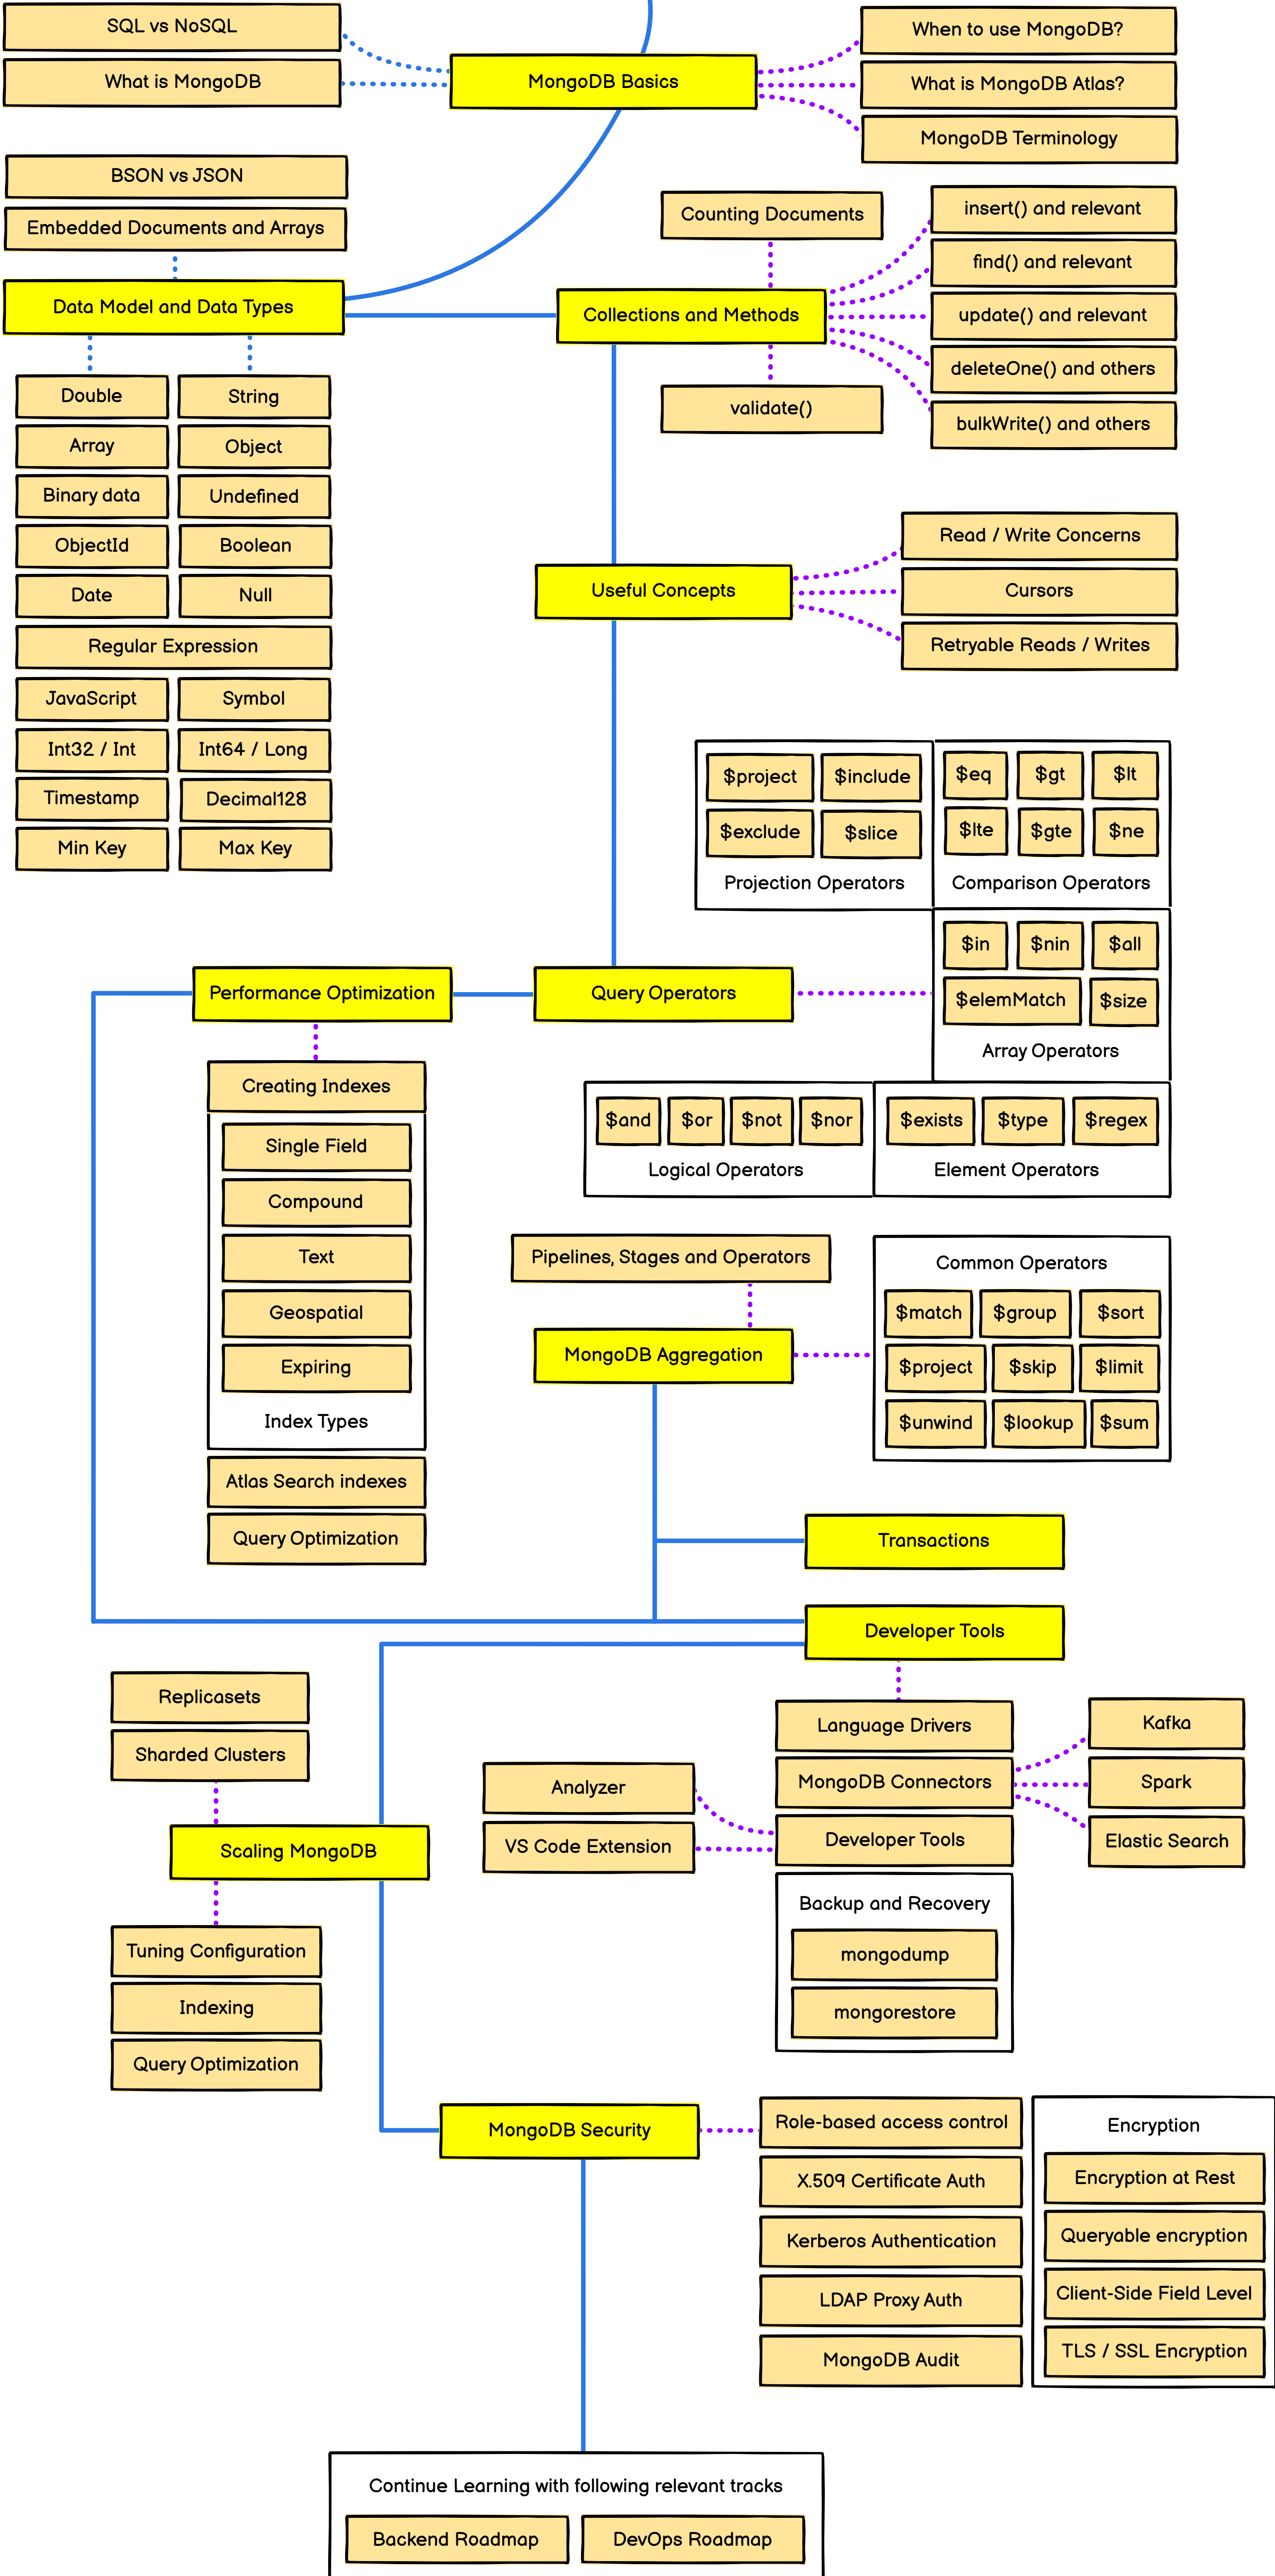 SQL vs NoSQL
What is MongoDB
MongoDB Basics
When to use MongoDB?
What is MongoDB Atlas?
MongoDB Terminology
BSON vs JSON
Embedded Documents and Arrays
Data Model and Data Types
Counting Documents
Collections and Methods
validate()
insert() and relevant
find() and relevant
update() and relevant
deleteOne() and others
bulkWrite() and others
Double
String
Array
Object
Binary data
Undefined
ObjectId
Boolean
Date
Null
Regular Expression
JavaScript
Symbol
Int32 / Int
Int64 / Long
Timestamp
Decimal128
Min Key
Max Key
Useful Concepts
Read / Write Concerns
Cursors
Retryable Reads / Writes
$project
$include
$exclude
$slice
Projection Operators
$eq
$gt
$lt
$lte
$gte
$ne
Comparison Operators
$in
$nin
$all
$elemMatch
$size
Array Operators
Performance Optimization
Query Operators
$and
$or
$not
$nor
Logical Operators
$exists
$type
$regex
Element Operators
Creating Indexes
Single Field
Compound
Text
Geospatial
Expiring
Index Types
Atlas Search indexes
Query Optimization
Pipelines, Stages and Operators
MongoDB Aggregation
Common Operators
$match
$group
$sort
$project
$skip
$limit
$unwind
$lookup
$sum
Transactions
Developer Tools
Replicasets
Sharded Clusters
Scaling MongoDB
Tuning Configuration
Indexing
Query Optimization
Analyzer
VS Code Extension
Language Drivers
MongoDB Connectors
Developer Tools
Backup and Recovery
mongodump
mongorestore
Kafka
Spark
Elastic Search
MongoDB Security
Role-based access control
X.509 Certificate Auth
Kerberos Authentication
LDAP Proxy Auth
MongoDB Audit
Encryption
Encryption at Rest
Queryable encryption
Client-Side Field Level
TLS / SSL Encryption
Continue Learning with following relevant tracks
Backend Roadmap
DevOps Roadmap